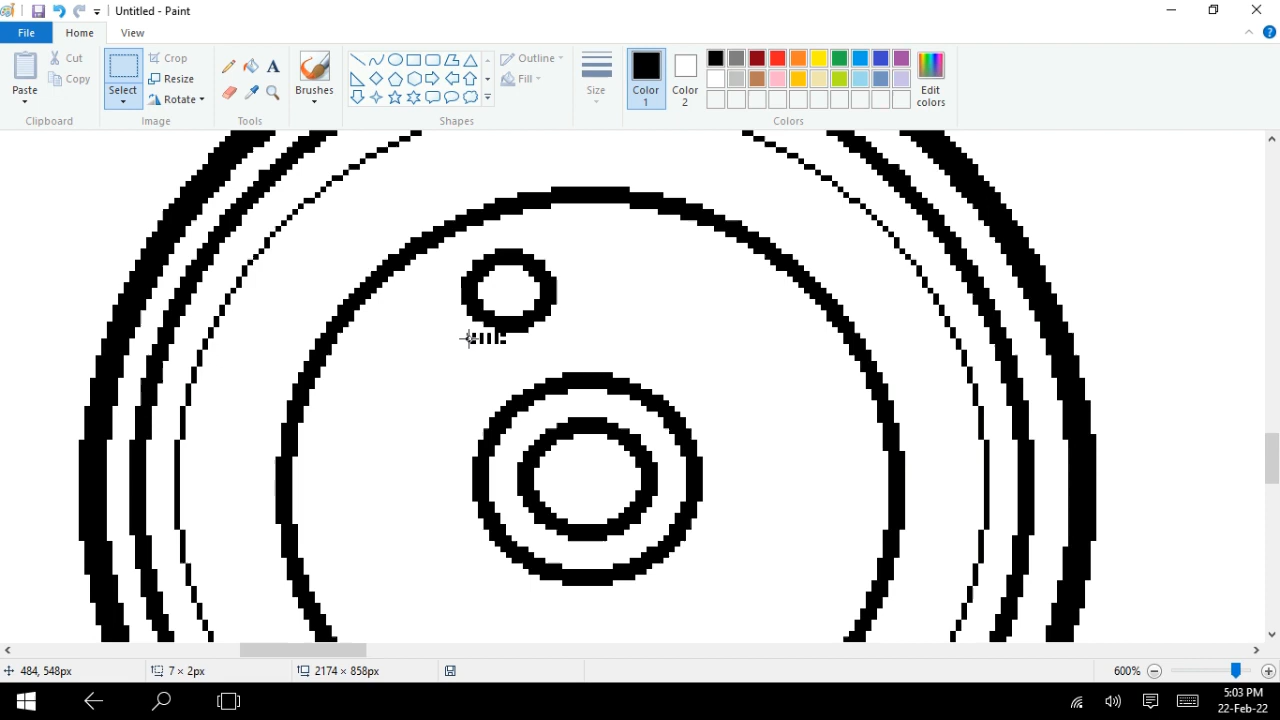 Untitled - Paint
File Home View
Paste
Cut
Copy
Clipboard
Select
Crop
Resize
Rotate
Image
A
Tools
Brushes
Shapes
Outline
Fill
Size
Color 1
Color 2
Edit colors
Colors
484, 548px
7 × 2px
2174 × 858px
600%
5:03 PM
22-Feb-22